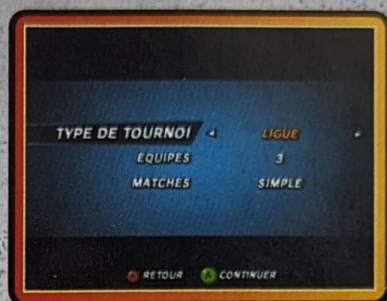 TYPE DE TOURNOI LIGUE
EQUIPES 3
MATCHES SIMPLE
RETOUR A CONTINUER